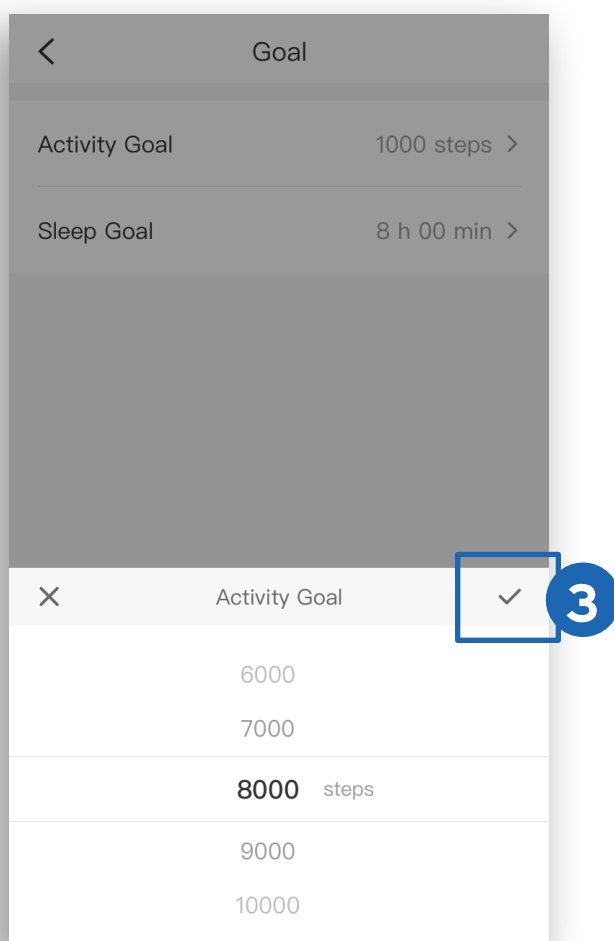 Goal
Activity Goal 1000 steps
Sleep Goal 8 h 00 min
Activity Goal
3
6000
7000
8000 steps
9000
10000